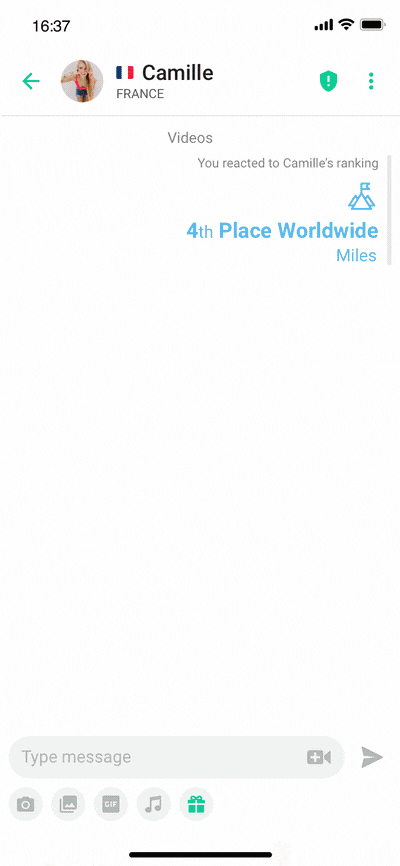 16:37
Camille
FRANCE
Videos
You reacted to Camille's ranking
4th Place Worldwide
Miles
Type message
GIF